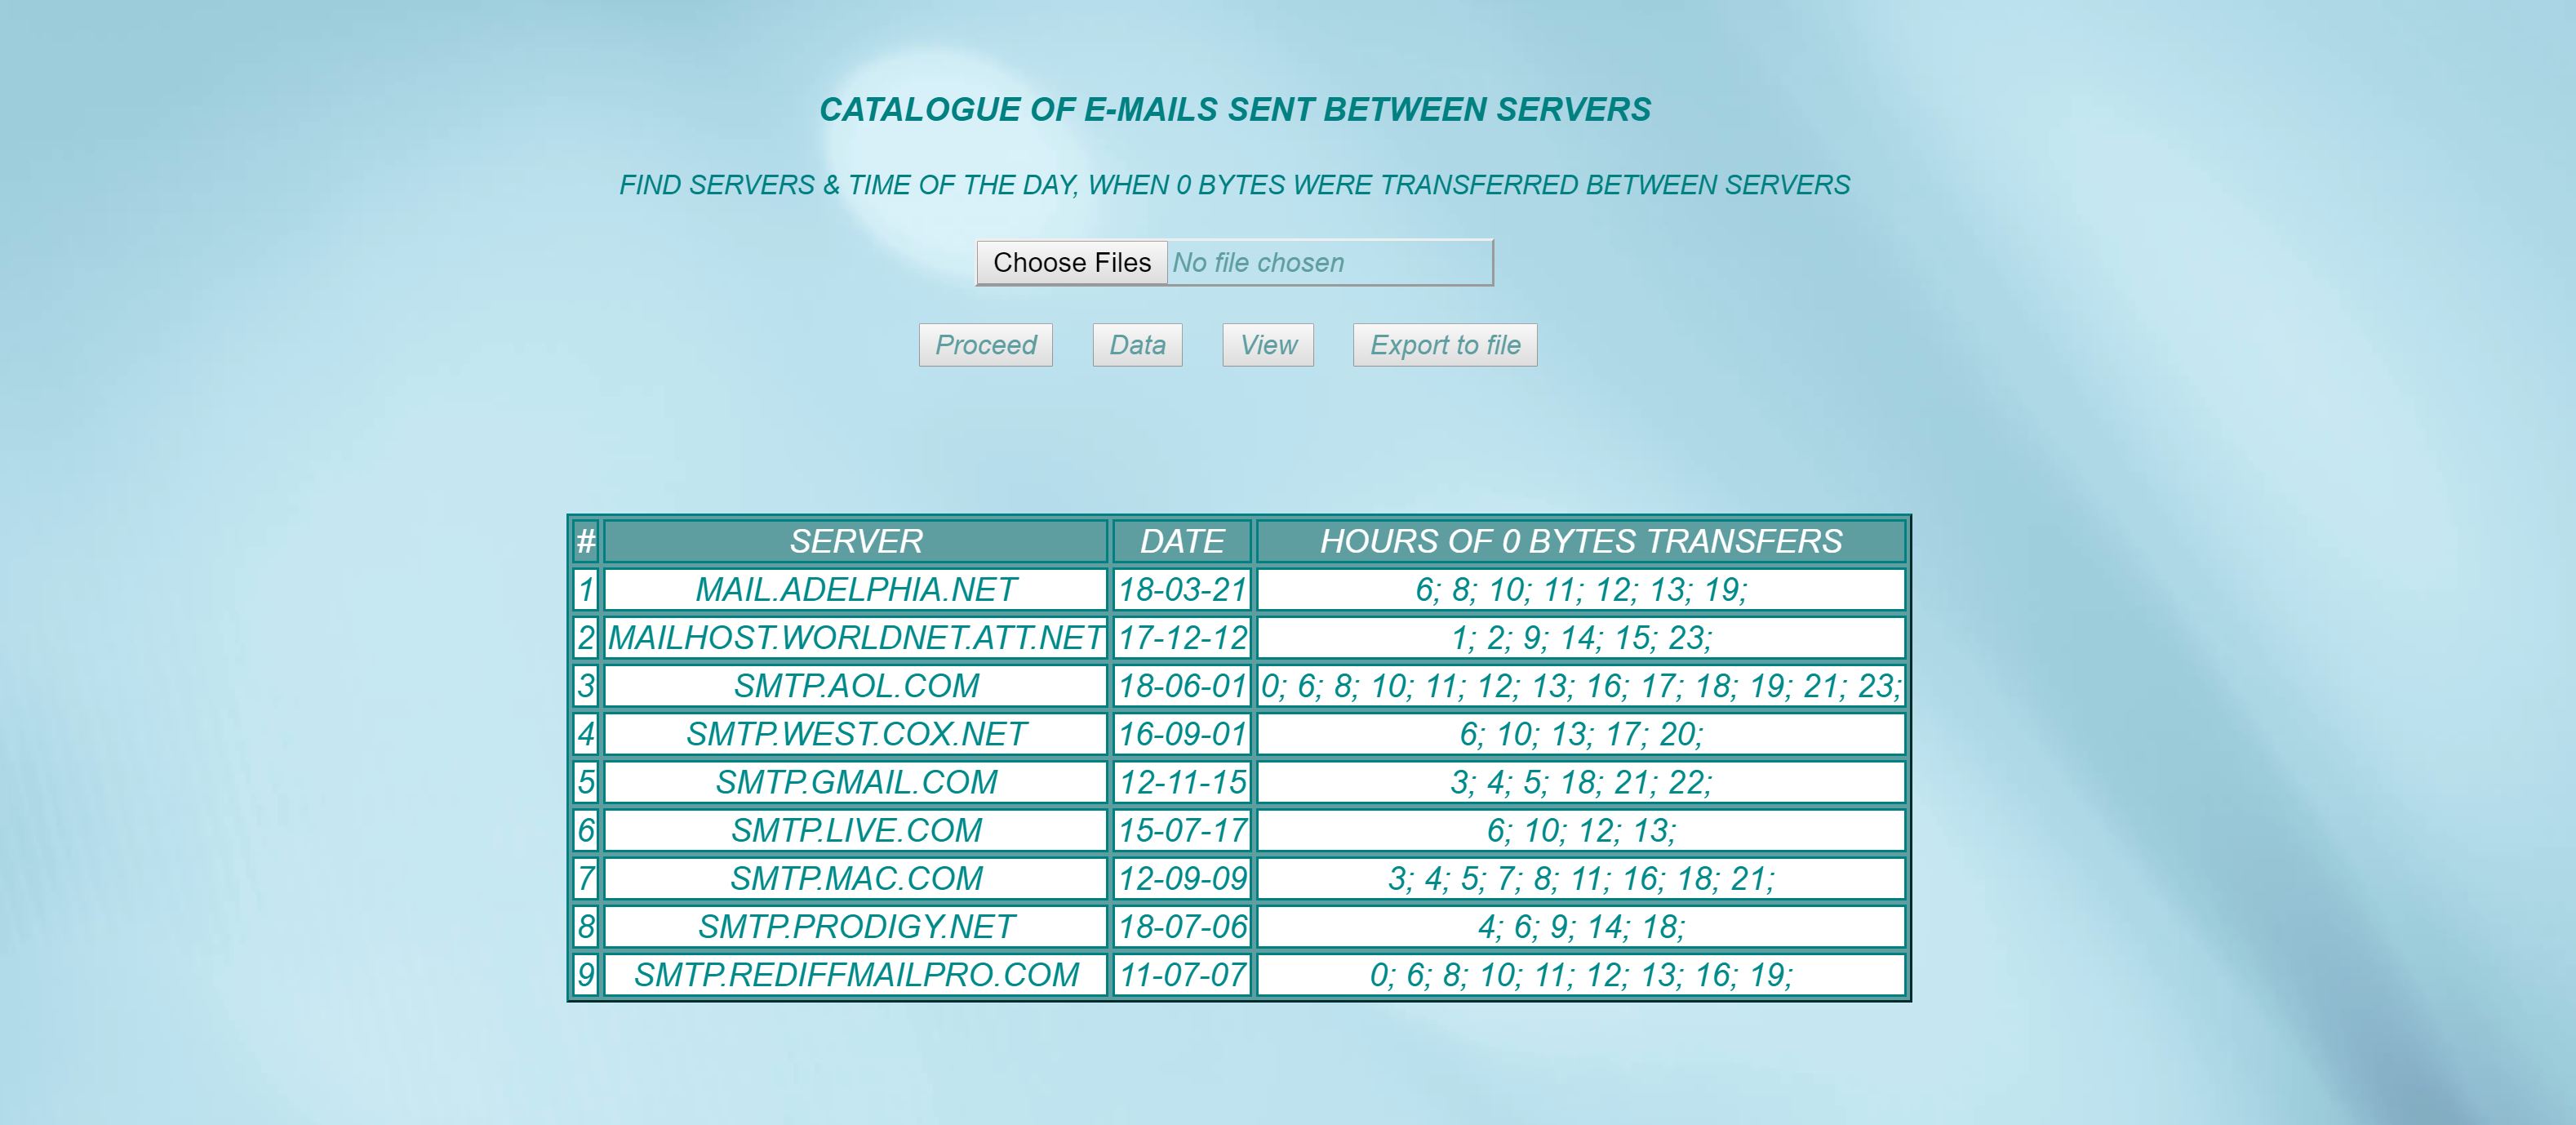 CATALOGUE OF E-MAILS SENT BETWEEN SERVERS
FIND SERVERS & TIME OF THE DAY, WHEN 0 BYTES WERE TRANSFERRED BETWEEN SERVERS
Choose Files No file chosen
Proceed Data View Export to file
# SERVER DATE HOURS OF 0 BYTES TRANSFERS
1 MAIL.ADELPHIA.NET 18-03-21 6; 8; 10; 11; 12; 13; 19;
2 MAILHOST.WORLDNET.ATT.NET 17-12-12 1; 2; 9; 14; 15; 23;
3 SMTP.AOL.COM 18-06-01 0; 6; 8; 10; 11; 12; 13; 16; 17; 18; 19; 21; 23;
4 SMTP.WEST.COX.NET 16-09-01 6; 10; 13; 17; 20;
5 SMTP.GMAIL.COM 12-11-15 3; 4; 5; 18; 21; 22;
6 SMTP.LIVE.COM 15-07-17 6; 10; 12; 13;
7 SMTP.MAC.COM 12-09-09 3; 4; 5; 7; 8; 11; 16; 18; 21;
8 SMTP.PRODIGY.NET 18-07-06 4; 6; 9; 14; 18;
9 SMTP.REDIFFMAILPRO.COM 11-07-07 0; 6; 8; 10; 11; 12; 13; 16; 19;